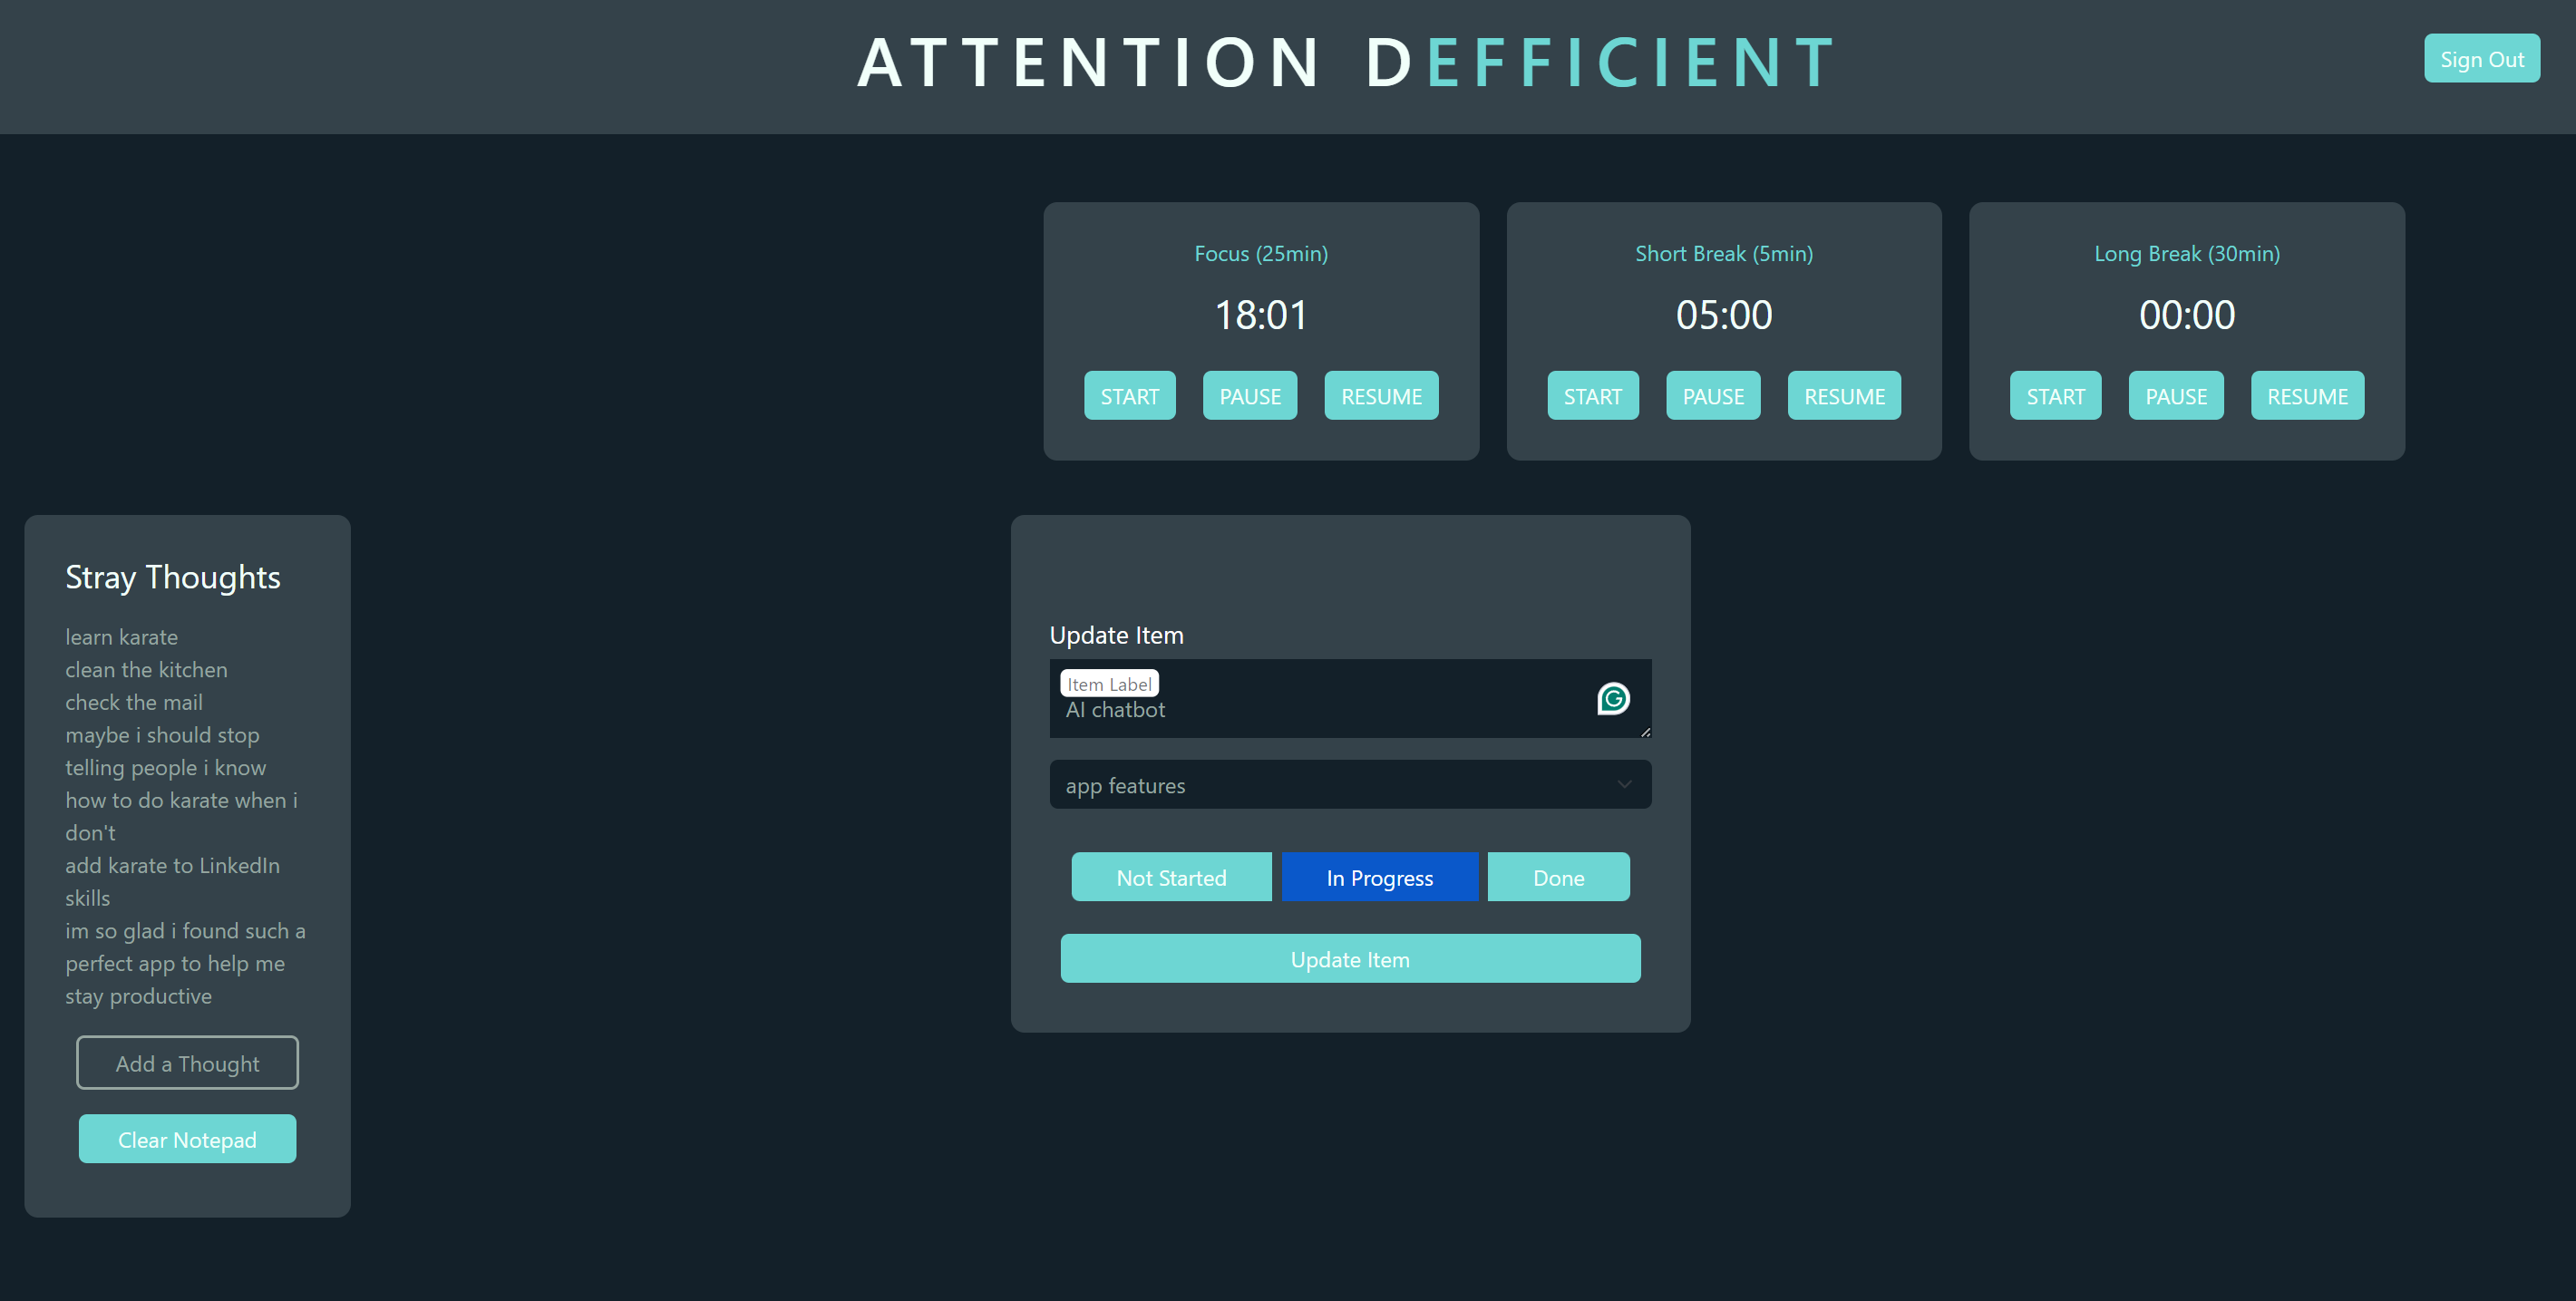 ATTENTION DEFFICIENT
Sign Out
Focus (25min)
18:01
START PAUSE RESUME
Short Break (5min)
05:00
START PAUSE RESUME
Long Break (30min)
00:00
START PAUSE RESUME
Stray Thoughts
learn karate
clean the kitchen
check the mail
maybe i should stop
telling people i know
how to do karate when i
don't
add karate to LinkedIn
skills
im so glad i found such a
perfect app to help me
stay productive
Add a Thought
Clear Notepad
Update Item
Item Label
AI chatbot
G
app features
Not Started In Progress Done
Update Item